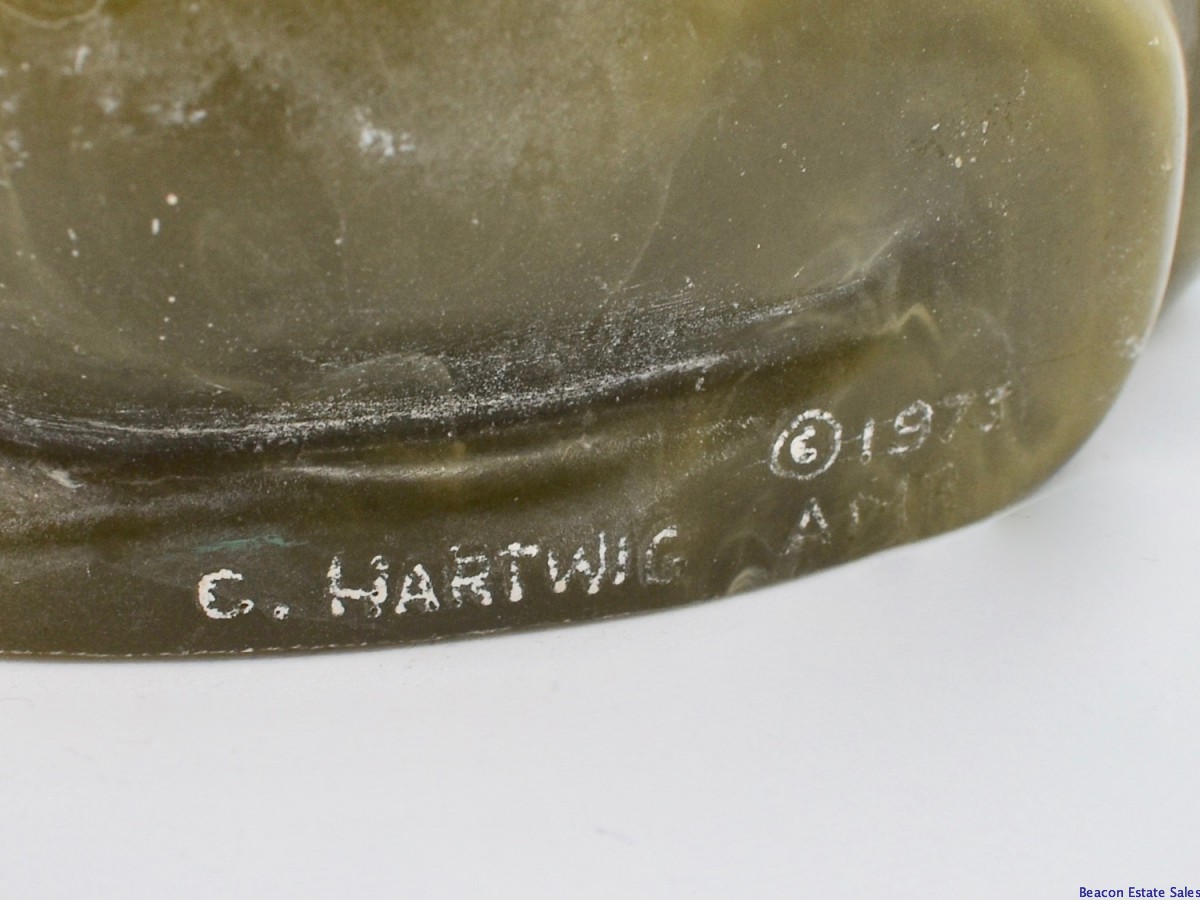 © 1973
C. HARTWIG
Beacon Estate Sales